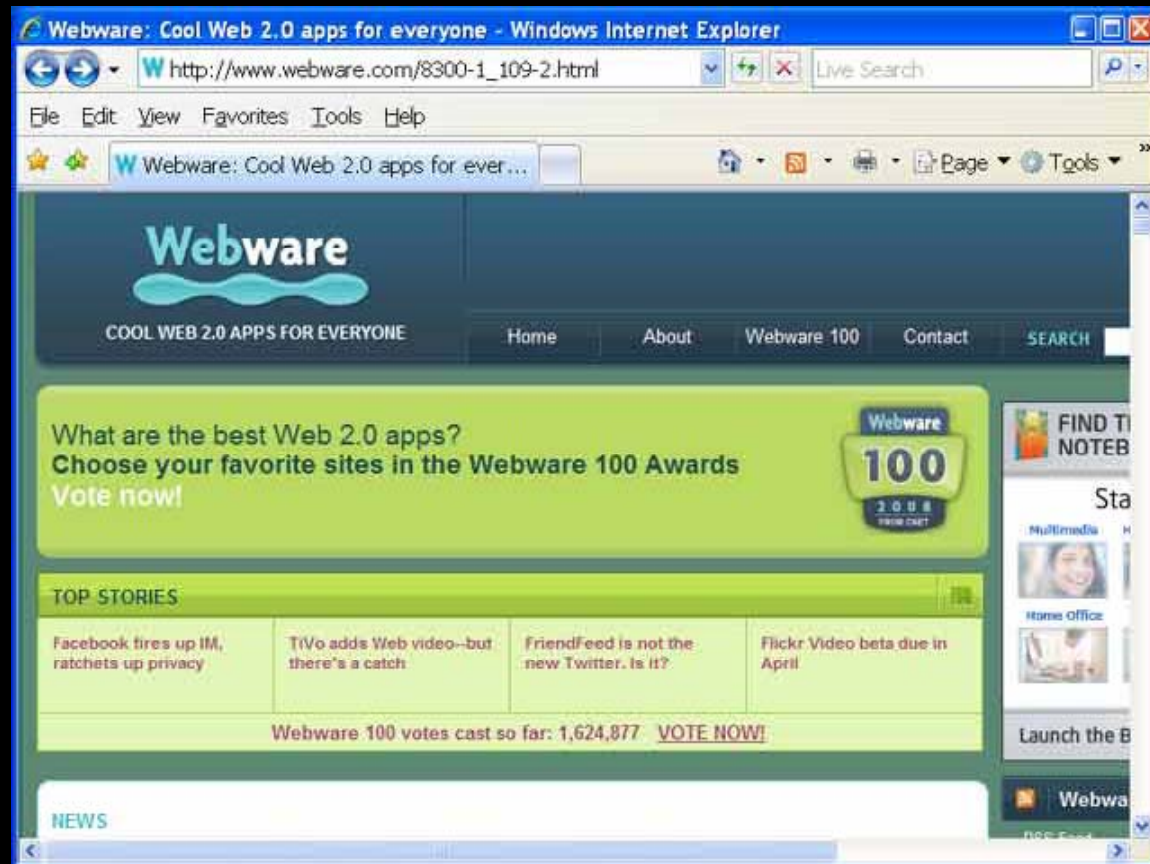 Webware: Cool Web 2.0 apps for everyone - Windows Internet Explorer
http://www.webware.com/8300-1_109-2.html
Live Search
File Edit View Favorites Tools Help
Webware: Cool Web 2.0 apps for ever...
Page
Tools
Webware
COOL WEB 2.0 APPS FOR EVERYONE
Home
About
Webware 100
Contact
SEARCH
What are the best Web 2.0 apps?
Choose your favorite sites in the Webware 100 Awards
Vote now!
Webware
100
2008
FROM CNET
FIND T
NOTEB
Sta
Multimedia
Home Office
Launch the B
TOP STORIES
Facebook fires up IM,
ratchets up privacy
TiVo adds Web video--but
there's a catch
FriendFeed is not the
new Twitter. Is it?
Flickr Video beta due in
April
Webware 100 votes cast so far: 1,624,877 VOTE NOW!
NEWS
Webwa
RSS Feed